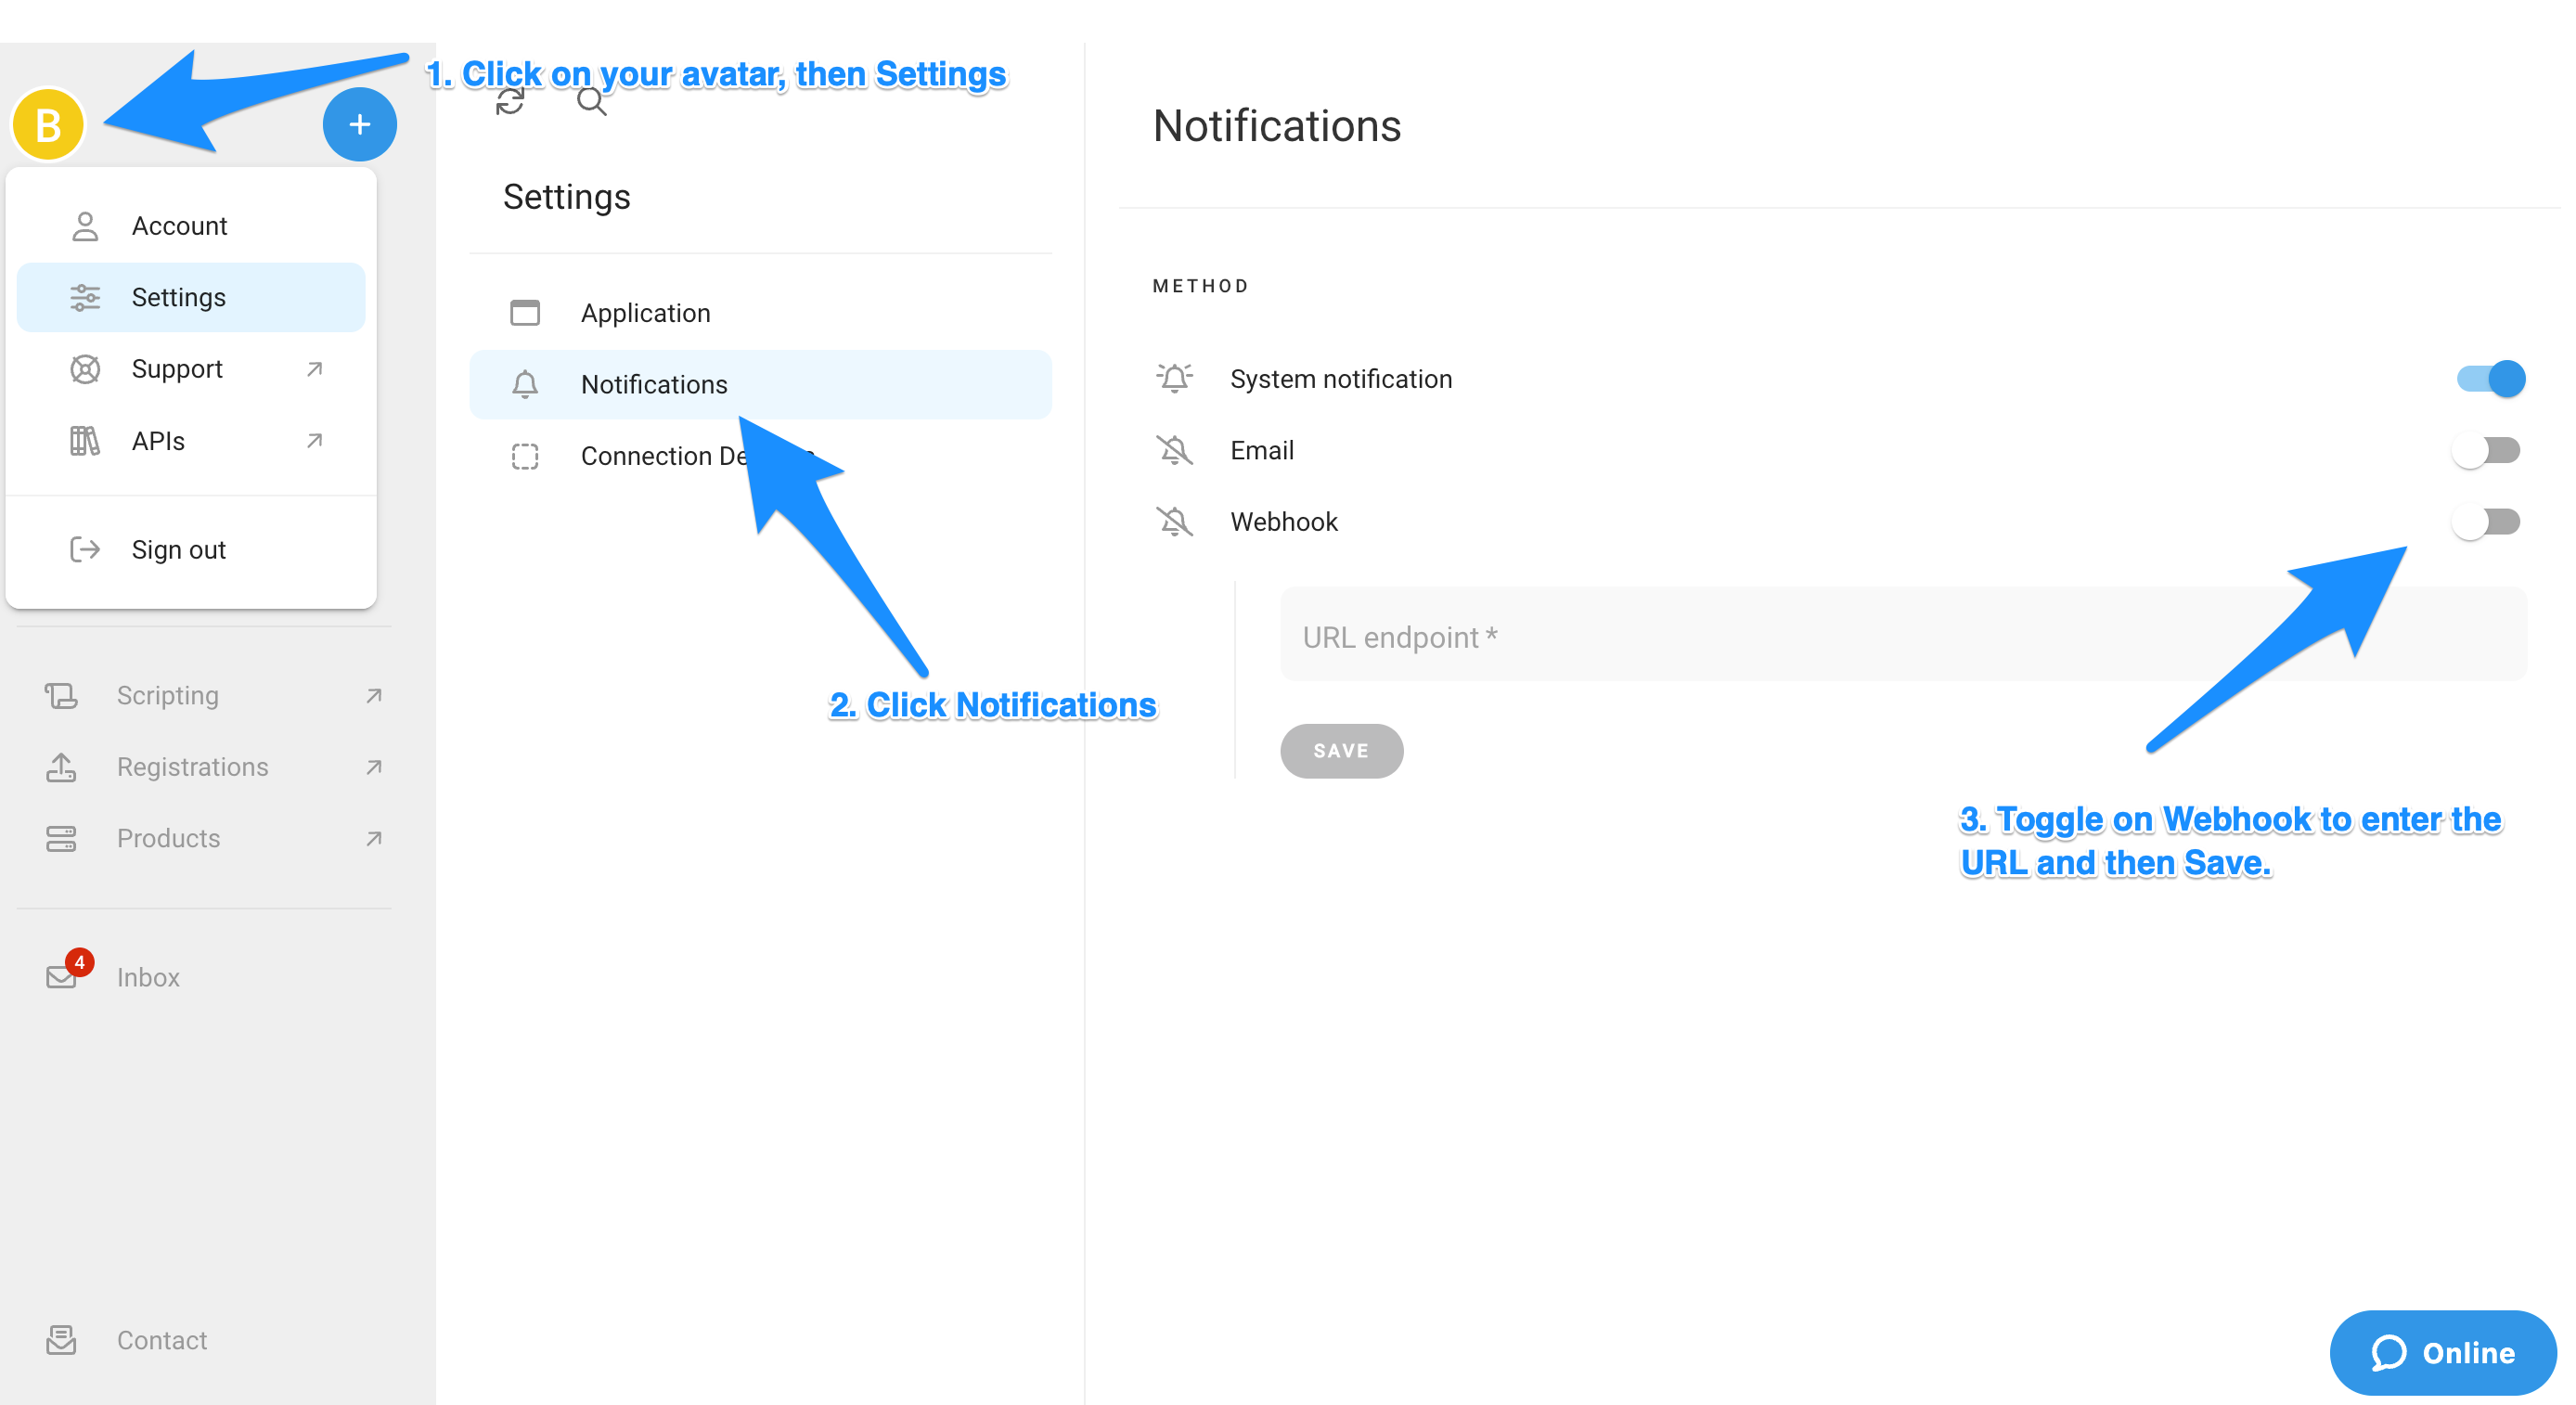 1. Click on your avatar, then Settings
B
+
Account
Settings
Support
APIs
Sign out
Scripting
Registrations
Products
4
Inbox
Contact
Settings
Application
Notifications
Connection De
2. Click Notifications
Notifications
METHOD
System notification
Email
Webhook
URL endpoint *
SAVE
3. Toggle on Webhook to enter the
URL and then Save.
Online